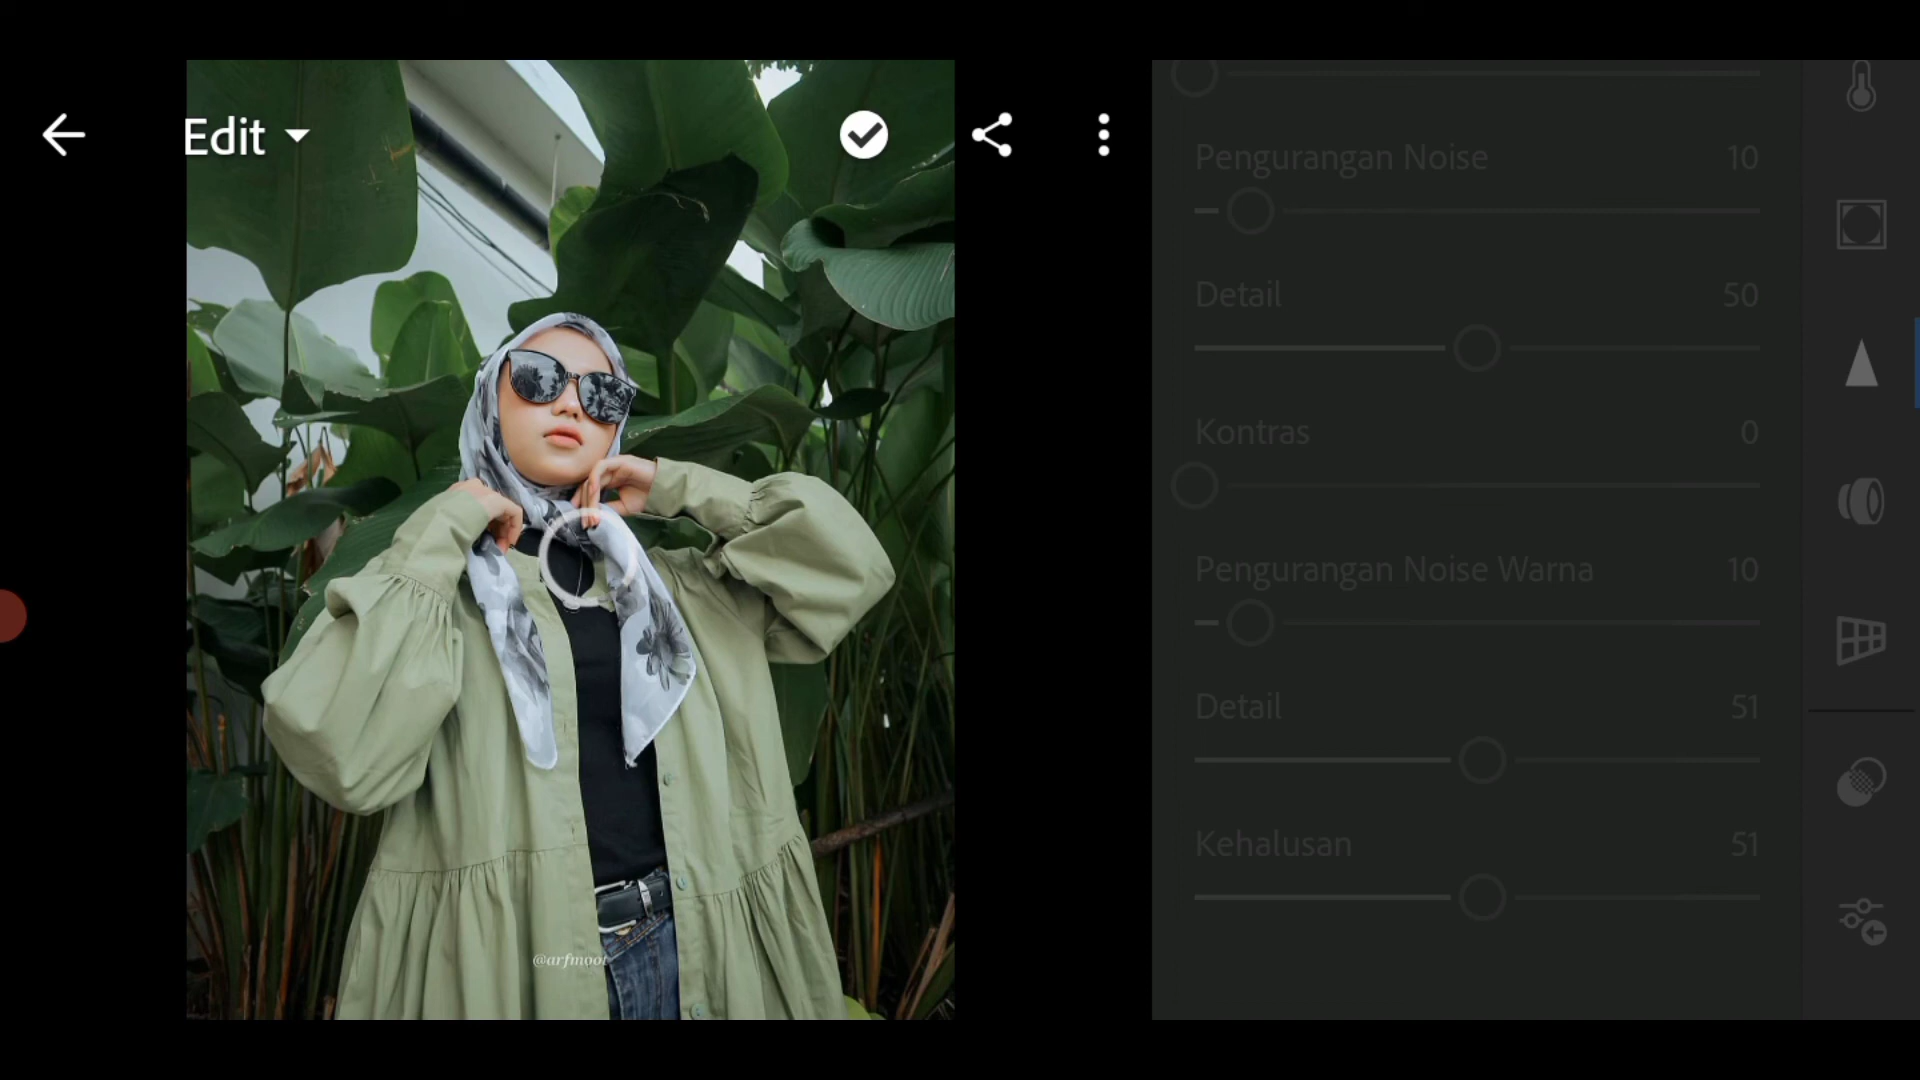 Edit
Pengurangan Noise 10
Detail 50
Kontras 0
Pengurangan Noise Warna 10
Detail 51
Kehalusan 51
@arfmoot